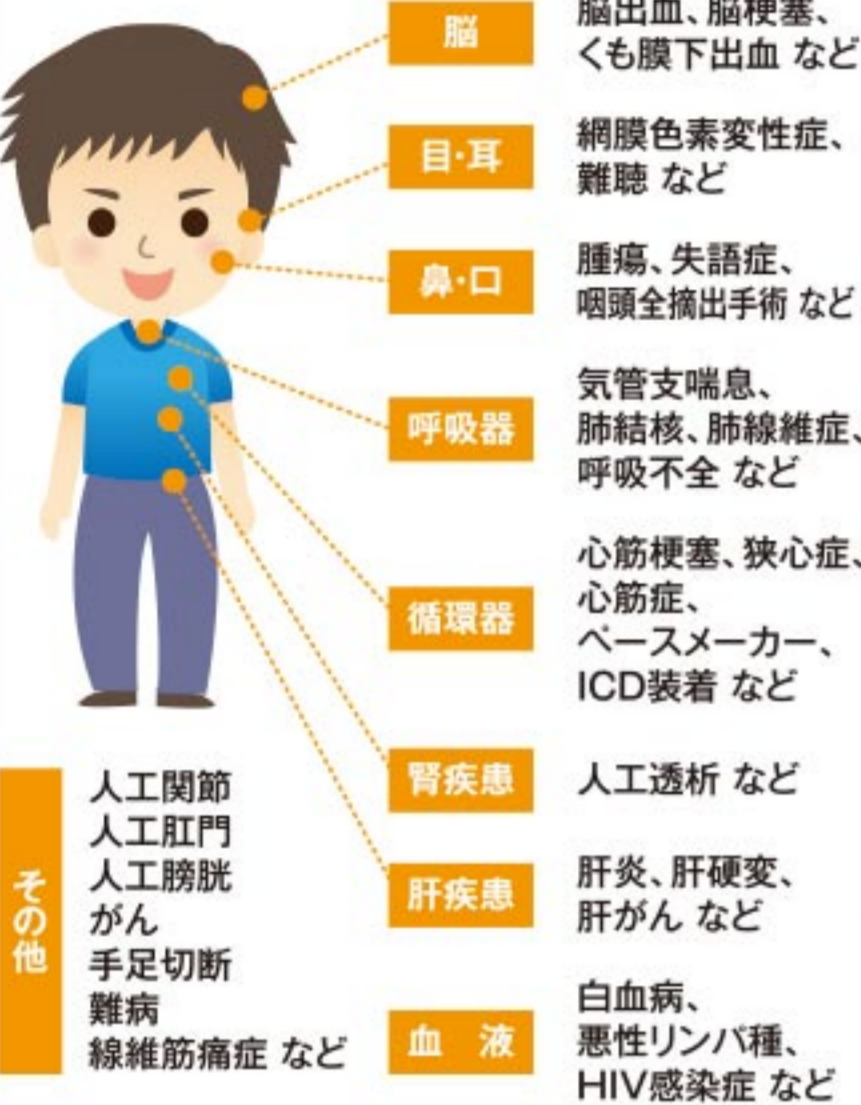 脳
脳出血、脳梗塞、
くも膜下出血 など
目・耳
網膜色素変性症、
難聴 など
鼻・口
腫瘍、失語症、
咽頭全摘出手術 など
呼吸器
気管支喘息、
肺結核、肺線維症、
呼吸不全 など
循環器
心筋梗塞、狭心症、
心筋症、
ペースメーカー、
ICD装着 など
腎疾患
人工透析 など
肝疾患
肝炎、肝硬変、
肝がん など
血 液
白血病、
悪性リンパ種、
HIV感染症 など
その他
人工関節
人工肛門
人工膀胱
がん
手足切断
難病
線維筋痛症 など